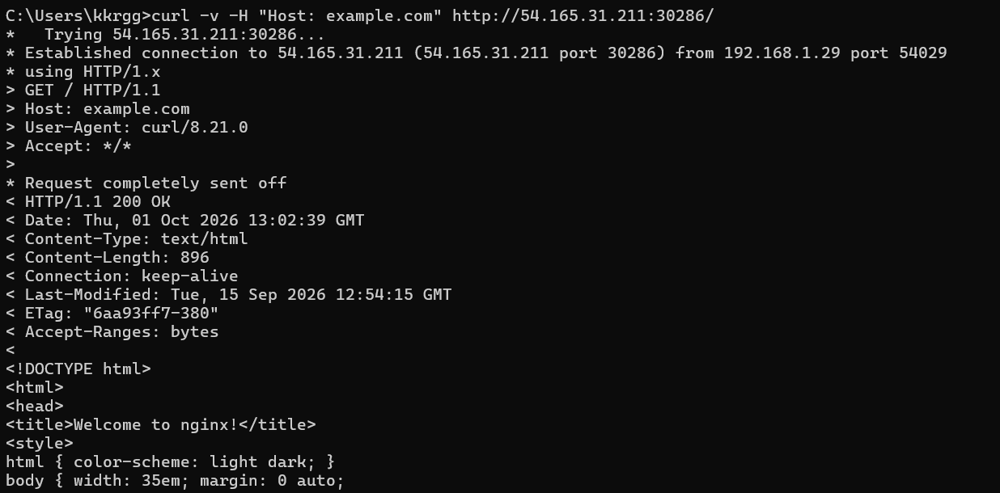 C:\Users\kkrgg>curl -v -H "Host: example.com" http://54.165.31.211:30286/
*   Trying 54.165.31.211:30286...
* Established connection to 54.165.31.211 (54.165.31.211 port 30286) from 192.168.1.29 port 54029
* using HTTP/1.x
> GET / HTTP/1.1
> Host: example.com
> User-Agent: curl/8.21.0
> Accept: */*
>
* Request completely sent off
< HTTP/1.1 200 OK
< Date: Thu, 01 Oct 2026 13:02:39 GMT
< Content-Type: text/html
< Content-Length: 896
< Connection: keep-alive
< Last-Modified: Tue, 15 Sep 2026 12:54:15 GMT
< ETag: "6aa93ff7-380"
< Accept-Ranges: bytes
<
<!DOCTYPE html>
<html>
<head>
<title>Welcome to nginx!</title>
<style>
html { color-scheme: light dark; }
body { width: 35em; margin: 0 auto;